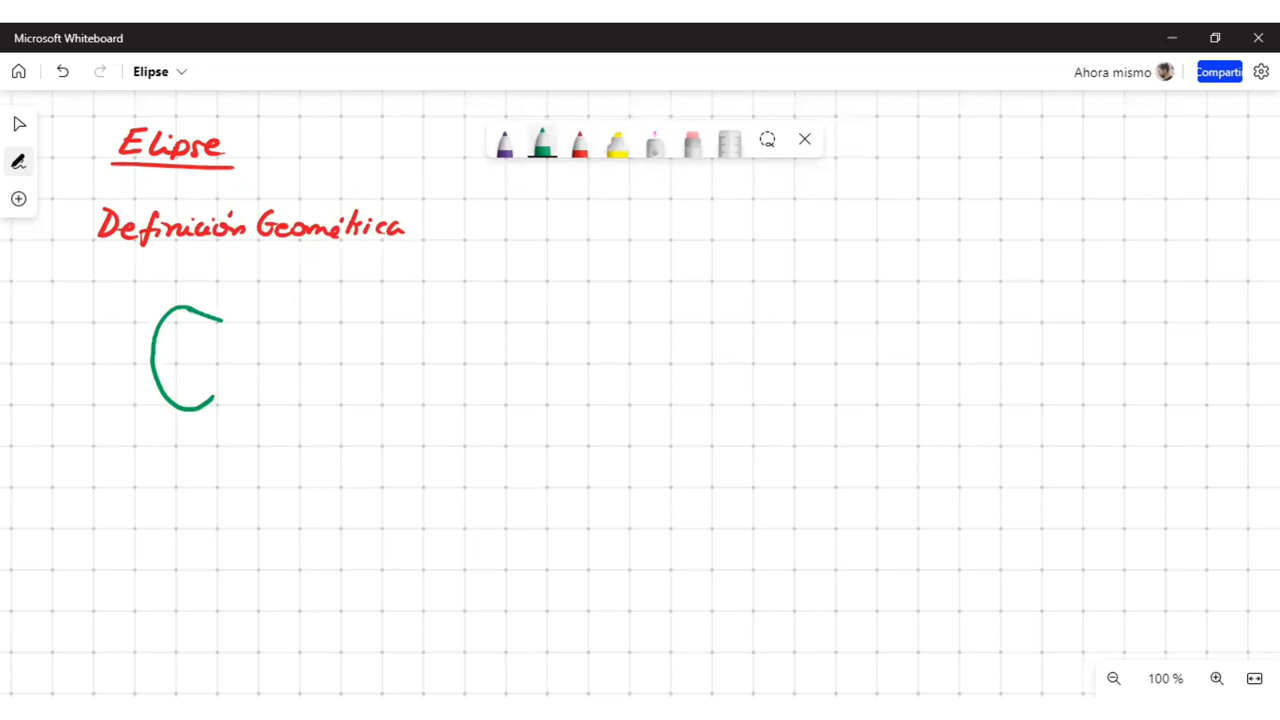 Microsoft Whiteboard
Elipse
Ahora mismo
Comparti
Elipse
Definición Geométrica
C
100 %